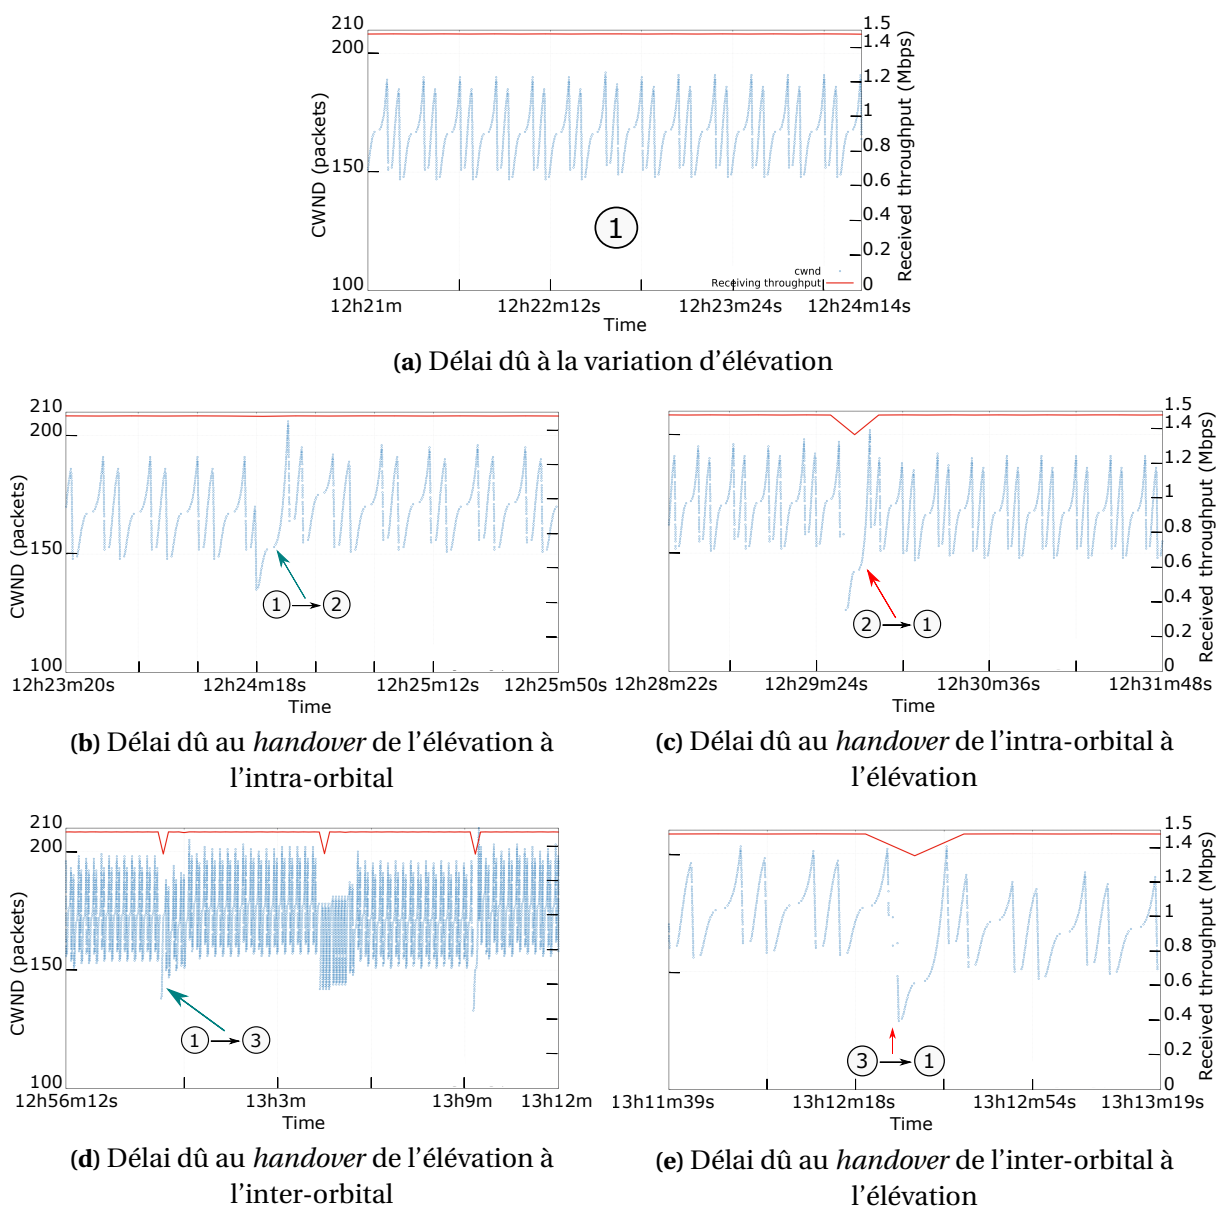 210
200
150
100
CWND (packets)
1.5
1.4
1.2
1
0.8
0.6
0.4
0.2
0
Received throughput (Mbps)
1
cwnd
Receiving throughput
12h21m 12h22m12s 12h23m24s 12h24m14s
Time
(a) Délai dû à la variation d'élévation
210
200
150
100
CWND (packets)
1 2
12h23m20s 12h24m18s 12h25m12s 12h25m50s
Time
(b) Délai dû au handover de l'élévation à
l'intra-orbital
1.5
1.4
1.2
1
0.8
0.6
0.4
0.2
0
Received throughput (Mbps)
2 1
12h28m22s 12h29m24s 12h30m36s 12h31m48s
Time
(c) Délai dû au handover de l'intra-orbital à
l'élévation
210
200
150
100
CWND (packets)
1 3
12h56m12s 13h3m 13h9m 13h12m
Time
(d) Délai dû au handover de l'élévation à
l'inter-orbital
1.5
1.4
1.2
1
0.8
0.6
0.4
0.2
0
Received throughput (Mbps)
3 1
13h11m39s 13h12m18s 13h12m54s 13h13m19s
Time
(e) Délai dû au handover de l'inter-orbital à
l'élévation